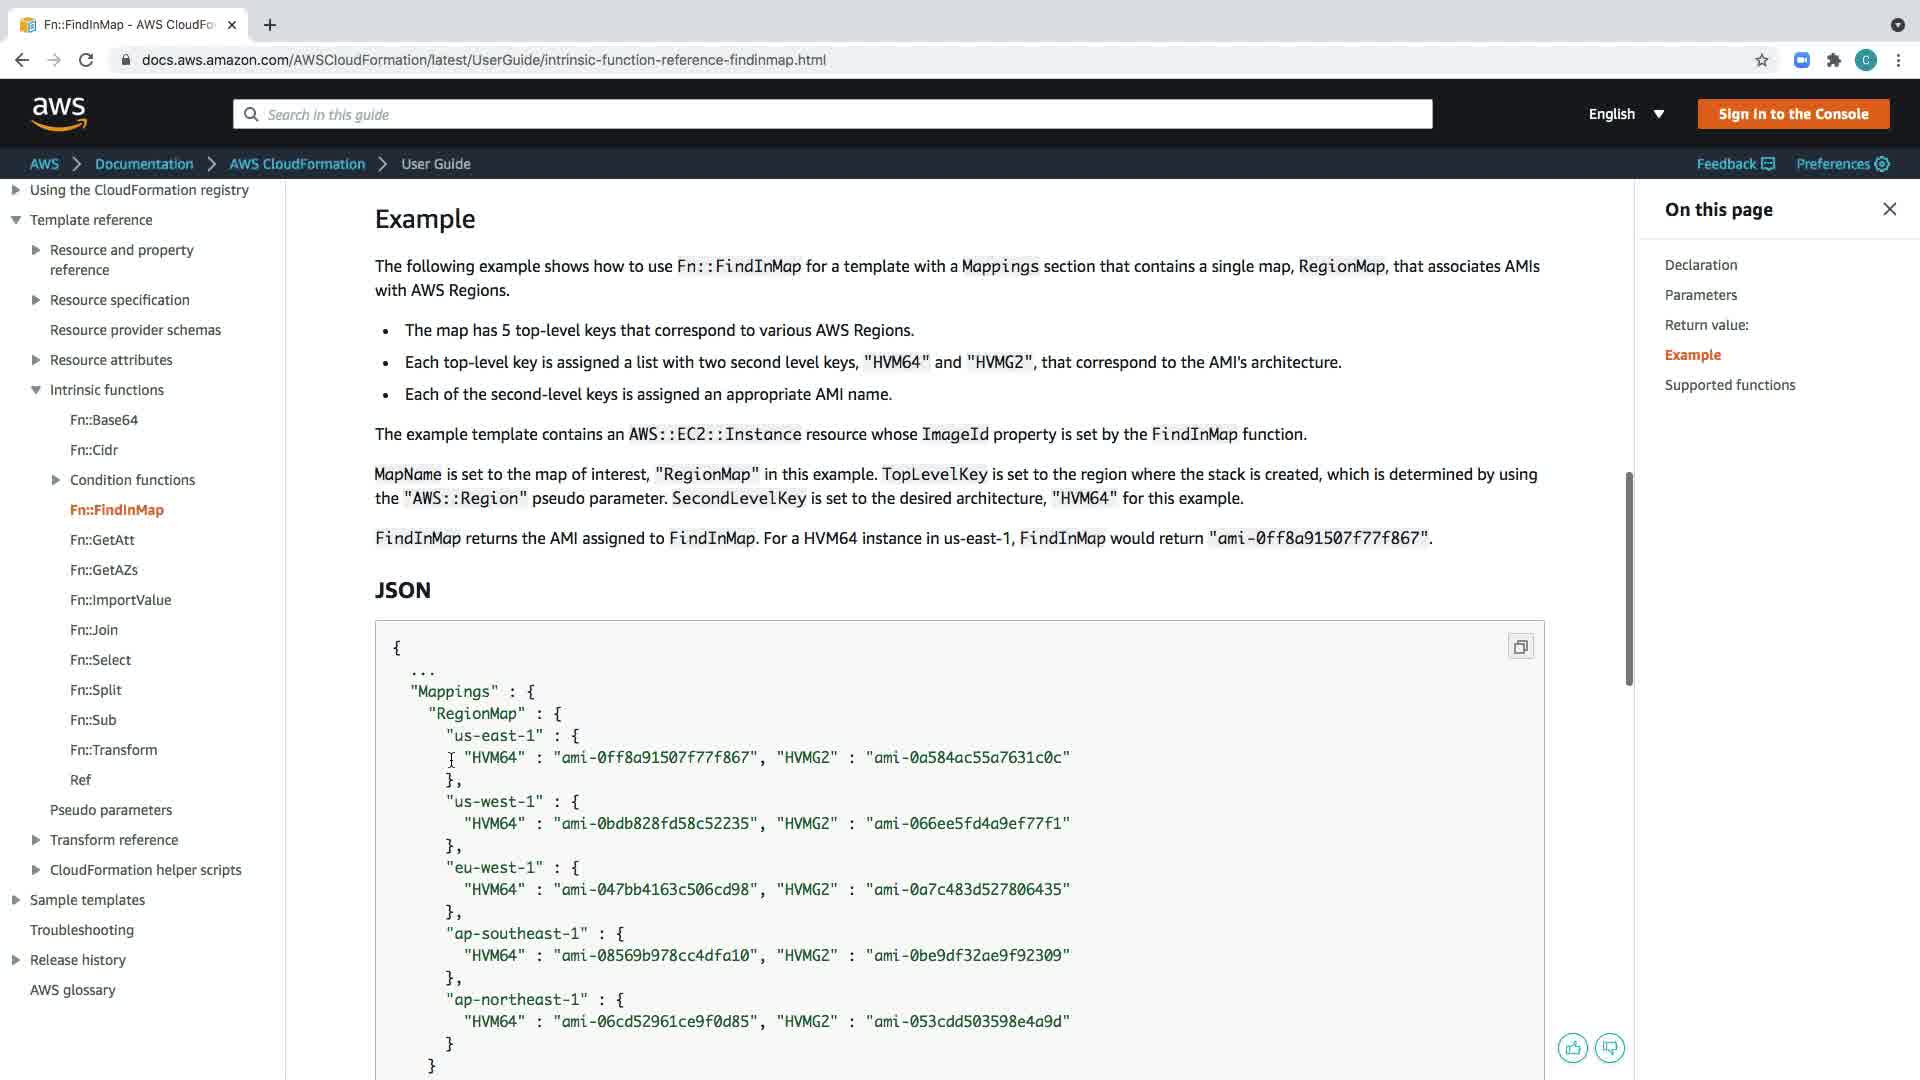 Fn::FindInMap - AWS CloudFo
docs.aws.amazon.com/AWSCloudFormation/latest/UserGuide/intrinsic-function-reference-findinmap.html
C
aws
Search in this guide
English
Sign In to the Console
AWS
Documentation
AWS CloudFormation
User Guide
Feedback
Preferences
Using the CloudFormation registry
Template reference
Resource and property
reference
Resource specification
Resource provider schemas
Resource attributes
Intrinsic functions
Fn::Base64
Fn::Cidr
Condition functions
Fn::FindInMap
Fn::GetAtt
Fn::GetAZs
Fn::ImportValue
Fn::Join
Fn::Select
Fn::Split
Fn::Sub
Fn::Transform
Ref
Pseudo parameters
Transform reference
CloudFormation helper scripts
Sample templates
Troubleshooting
Release history
AWS glossary
Example
The following example shows how to use Fn::FindInMap for a template with a Mappings section that contains a single map, RegionMap, that associates AMIs
with AWS Regions.
• The map has 5 top-level keys that correspond to various AWS Regions.
• Each top-level key is assigned a list with two second level keys, "HVM64" and "HVMG2", that correspond to the AMI's architecture.
• Each of the second-level keys is assigned an appropriate AMI name.
The example template contains an AWS::EC2::Instance resource whose ImageId property is set by the FindInMap function.
MapName is set to the map of interest, "RegionMap" in this example. TopLevelKey is set to the region where the stack is created, which is determined by using
the "AWS::Region" pseudo parameter. SecondLevelKey is set to the desired architecture, "HVM64" for this example.
FindInMap returns the AMI assigned to FindInMap. For a HVM64 instance in us-east-1, FindInMap would return "ami-0ff8a91507f77f867".
JSON
{
...
"Mappings" : {
"RegionMap" : {
"us-east-1" : {
"HVM64" : "ami-0ff8a91507f77f867", "HVMG2" : "ami-0a584ac55a7631c0c"
},
"us-west-1" : {
"HVM64" : "ami-0bdb828fd58c52235", "HVMG2" : "ami-066ee5fd4a9ef77f1"
},
"eu-west-1" : {
"HVM64" : "ami-047bb4163c506cd98", "HVMG2" : "ami-0a7c483d527806435"
},
"ap-southeast-1" : {
"HVM64" : "ami-08569b978cc4dfa10", "HVMG2" : "ami-0be9df32ae9f92309"
},
"ap-northeast-1" : {
"HVM64" : "ami-06cd52961ce9f0d85", "HVMG2" : "ami-053cdd503598e4a9d"
}
}
On this page
Declaration
Parameters
Return value:
Example
Supported functions